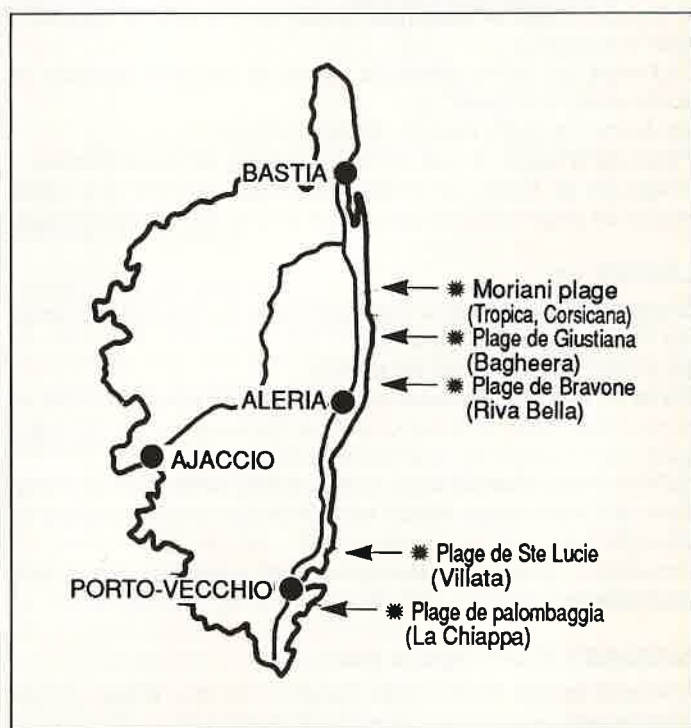 BASTIA
✷ Moriani plage
(Tropica, Corsicana)
✷ Plage de Giustiana
(Bagheera)
ALERIA
✷ Plage de Bravone
(Riva Bella)
AJACCIO
✷ Plage de Ste Lucie
(Villata)
PORTO-VECCHIO
✷ Plage de palombaggia
(La Chiappa)